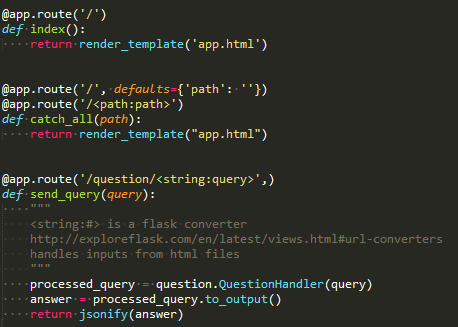 @app.route('/')
def index():
    return render_template('app.html')
@app.route('/', defaults={'path': ''})
@app.route('/<path:path>')
def catch_all(path):
    return render_template("app.html")
@app.route('/question/<string:query>',)
def send_query(query):
    """
    <string:#> is a flask converter
    http://exploreflask.com/en/latest/views.html#url-converters
    handles inputs from html files
    """
    processed_query = question.QuestionHandler(query)
    answer = processed_query.to_output()
    return jsonify(answer)